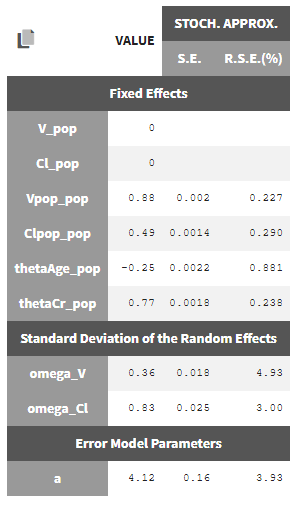 STOCH. APPROX.
VALUE
S.E. R.S.E.(%)
Fixed Effects
V_pop 0
Cl_pop 0
Vpop_pop 0.88 0.002 0.227
Clpop_pop 0.49 0.0014 0.290
thetaAge_pop -0.25 0.0022 0.881
thetaCr_pop 0.77 0.0018 0.238
Standard Deviation of the Random Effects
omega_V 0.36 0.018 4.93
omega_Cl 0.83 0.025 3.00
Error Model Parameters
a 4.12 0.16 3.93